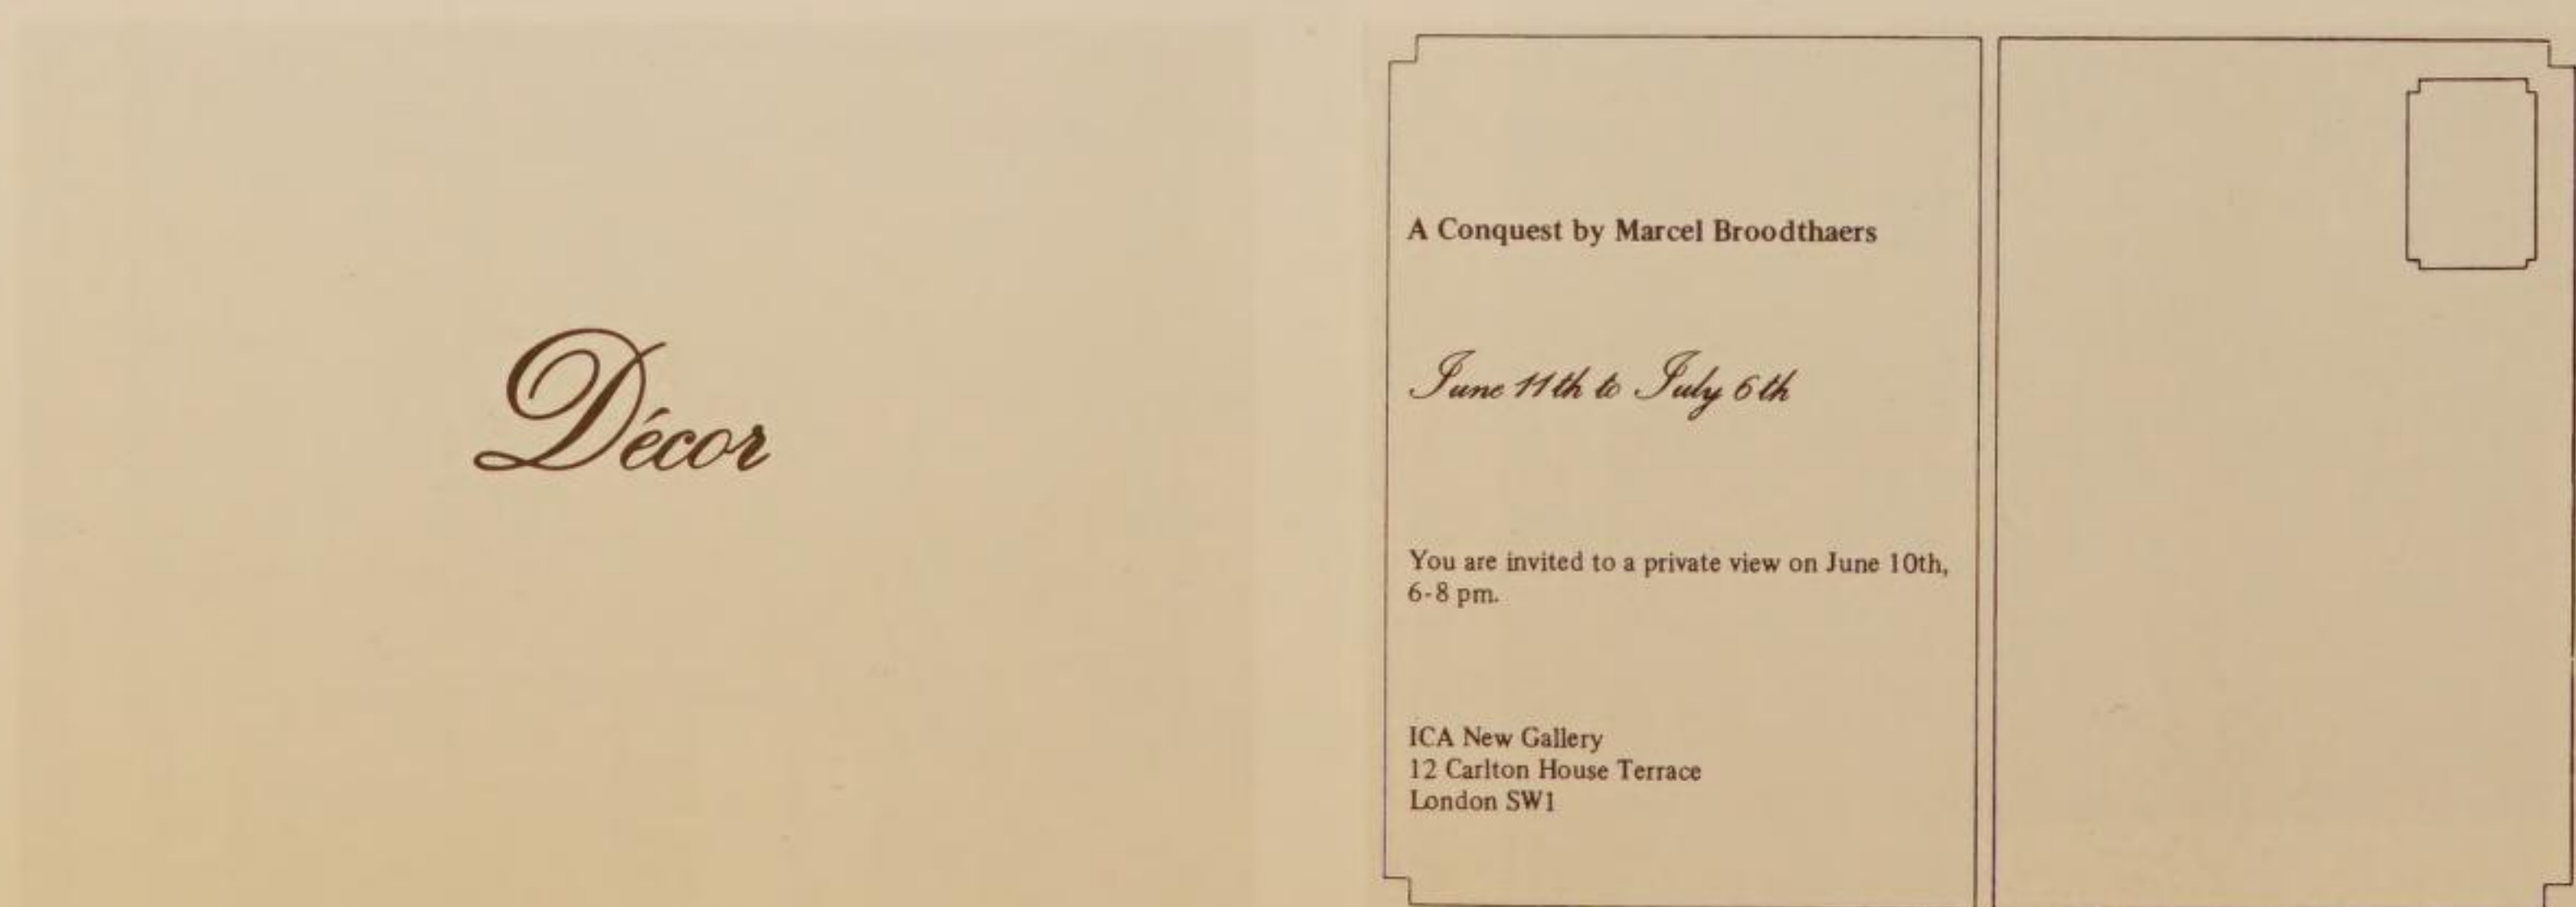 Décor
A Conquest by Marcel Broodthaers
June 11th to July 6th
You are invited to a private view on June 10th,
6-8 pm.
ICA New Gallery
12 Carlton House Terrace
London SW1